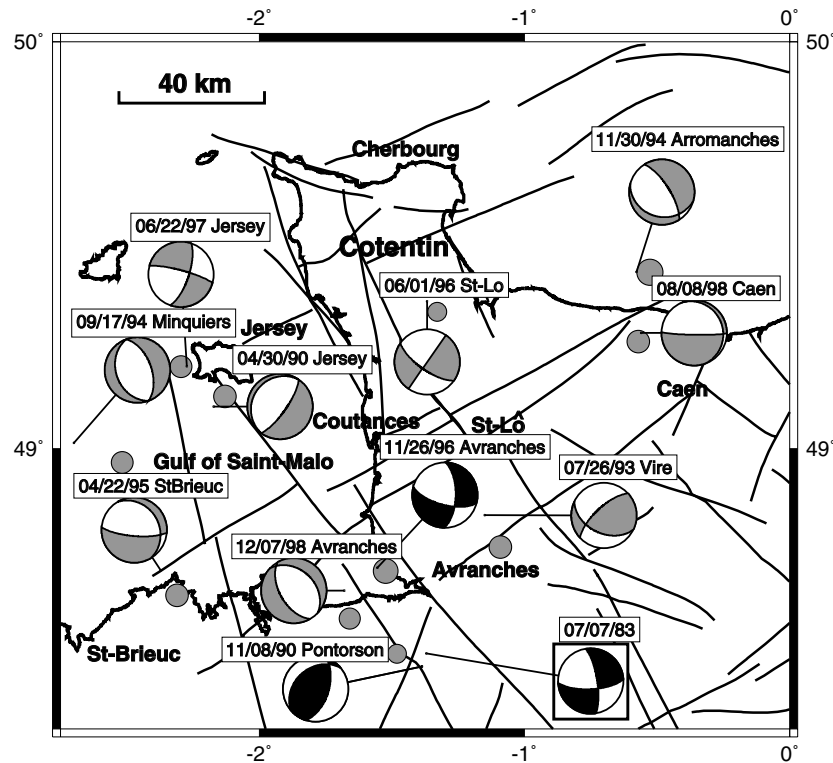 -2° -1° 0°
50° 50°
40 km
Cherbourg
11/30/94 Arromanches
06/22/97 Jersey
Cotentin
06/01/96 St-Lo
08/08/98 Caen
09/17/94 Minquiers
Jersey
04/30/90 Jersey
Caen
Coutances
St-Lô
49° 49°
11/26/96 Avranches
Gulf of Saint-Malo
07/26/93 Vire
04/22/95 StBrieuc
12/07/98 Avranches
Avranches
07/07/83
St-Brieuc
11/08/90 Pontorson
-2° -1° 0°